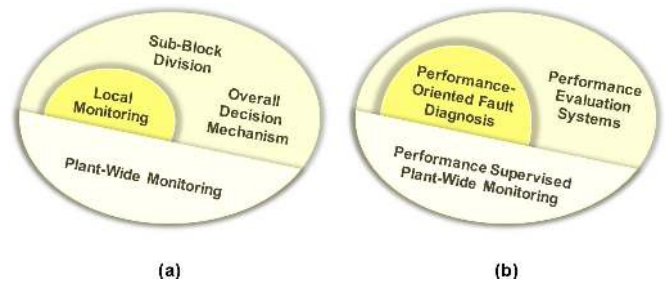 Sub-Block
Division
Local
Monitoring
Overall
Decision
Mechanism
Plant-Wide Monitoring
(a)
Performance-
Oriented Fault
Diagnosis
Performance
Evaluation
Systems
Performance Supervised
Plant-Wide Monitoring
(b)